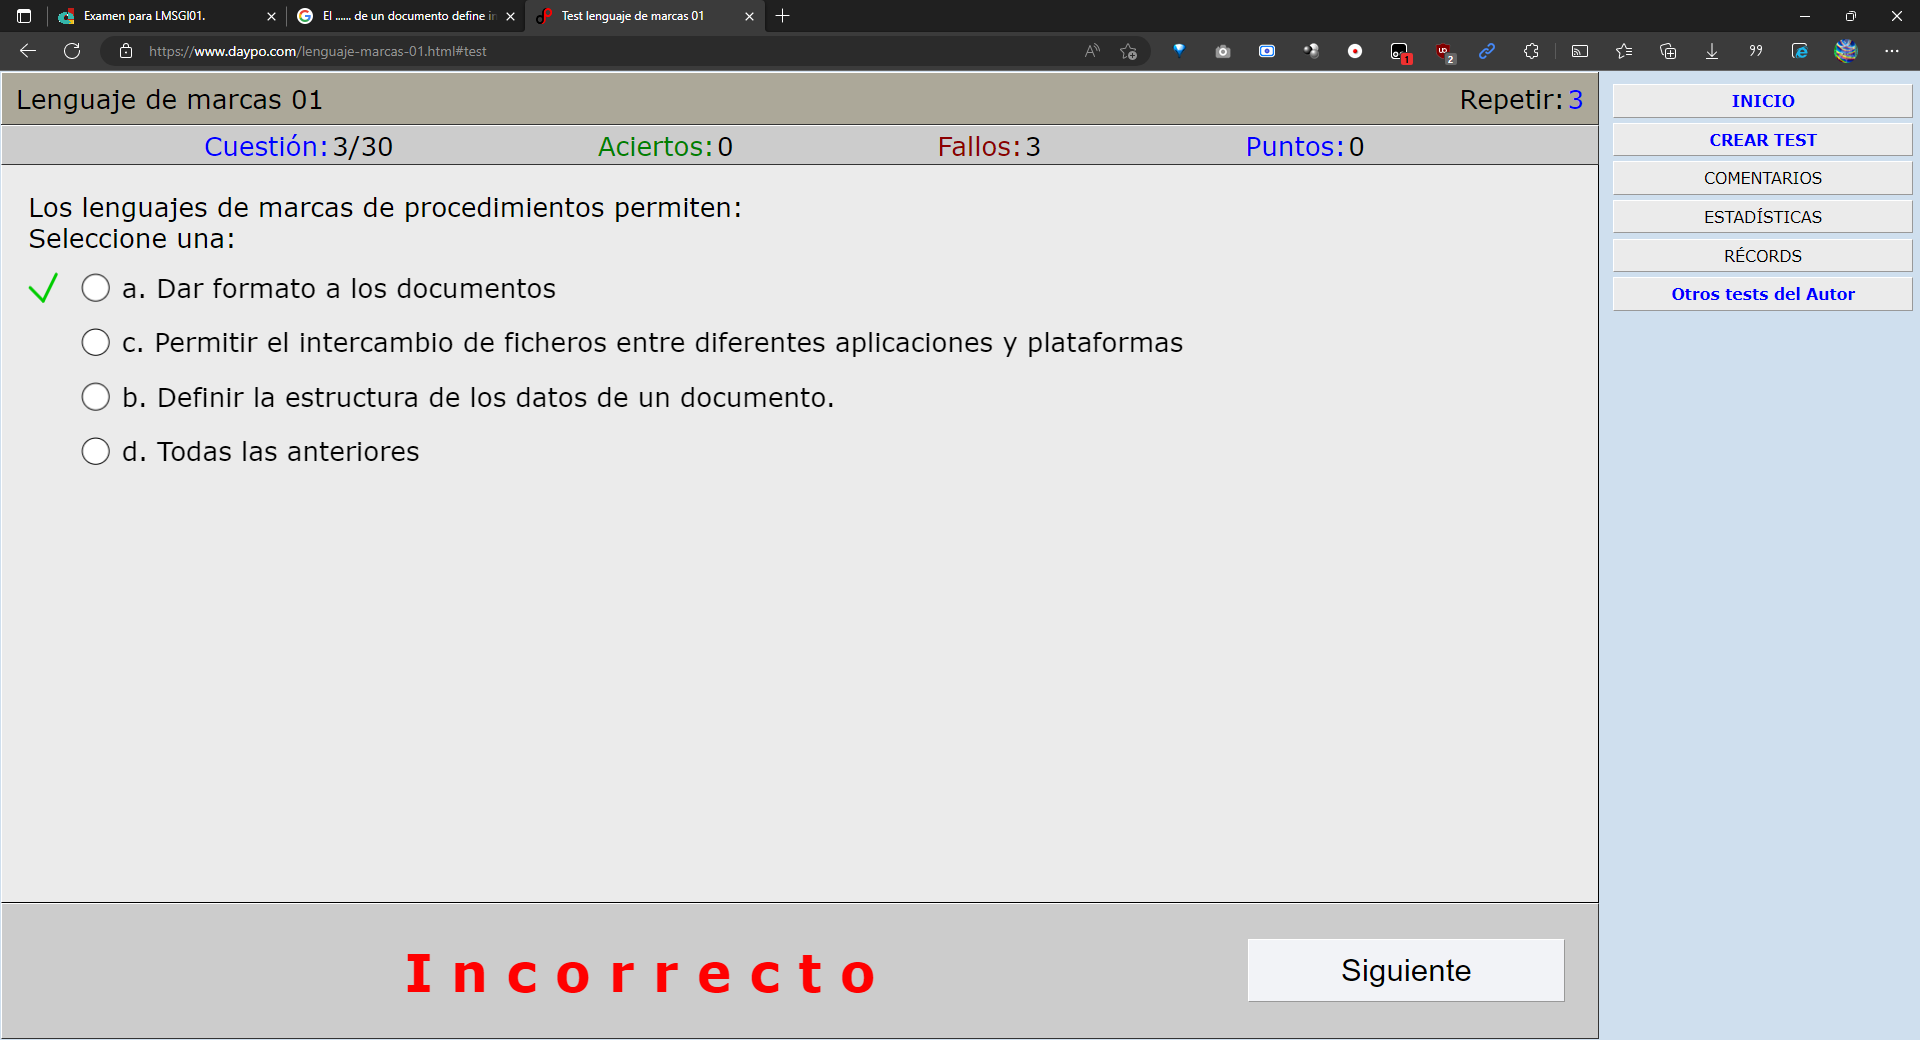 Examen para LMSGI01.
El ...... de un documento define in
Test lenguaje de marcas 01
https://www.daypo.com/lenguaje-marcas-01.html#test
1
2
Lenguaje de marcas 01
Repetir: 3
Cuestión: 3/30
Aciertos: 0
Fallos: 3
Puntos: 0
Los lenguajes de marcas de procedimientos permiten:
Seleccione una:
a. Dar formato a los documentos
c. Permitir el intercambio de ficheros entre diferentes aplicaciones y plataformas
b. Definir la estructura de los datos de un documento.
d. Todas las anteriores
Incorrecto
Siguiente
INICIO
CREAR TEST
COMENTARIOS
ESTADÍSTICAS
RÉCORDS
Otros tests del Autor